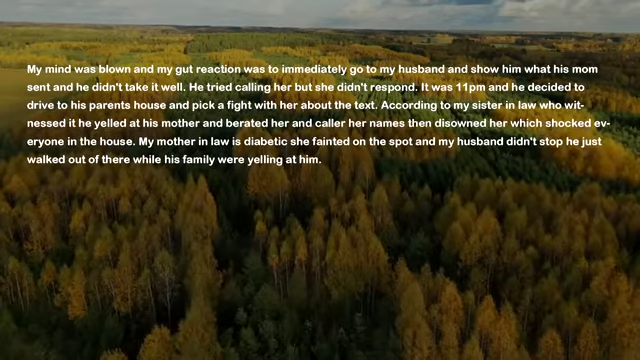 My mind was blown and my gut reaction was to immediately go to my husband and show him what his mom
sent and he didn't take it well. He tried calling her but she didn't respond. It was 11pm and he decided to
drive to his parents house and pick a fight with her about the text. According to my sister in law who wit-
nessed it he yelled at his mother and berated her and caller her names then disowned her which shocked ev-
eryone in the house. My mother in law is diabetic she fainted on the spot and my husband didn't stop he just
walked out of there while his family were yelling at him.